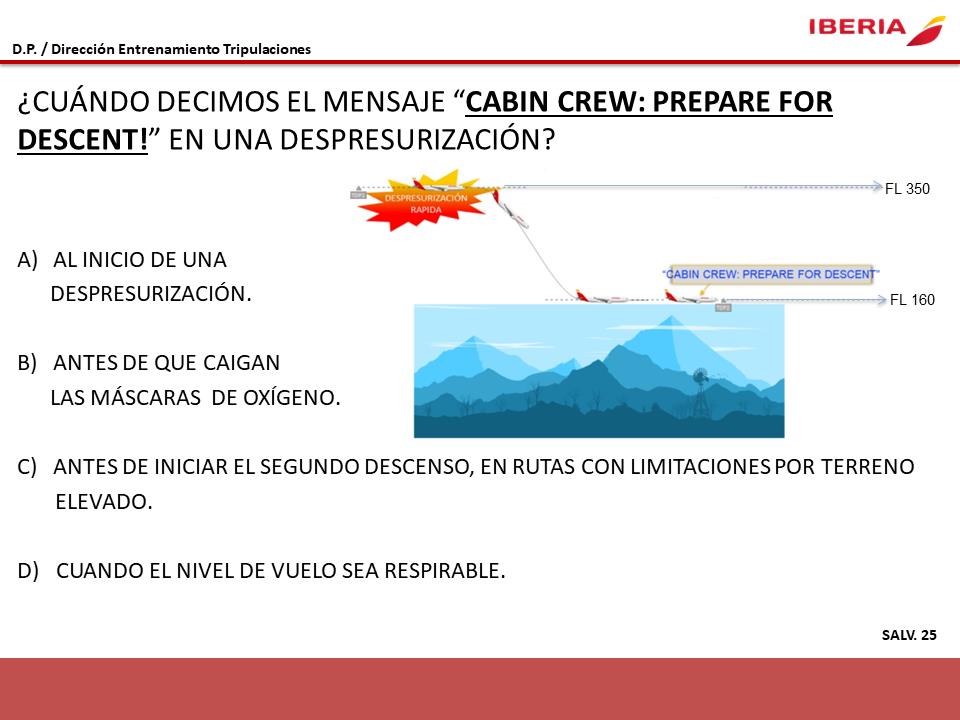 IBERIA
D.P. / Dirección Entrenamiento Tripulaciones
¿CUÁNDO DECIMOS EL MENSAJE “CABIN CREW: PREPARE FOR
DESCENT!” EN UNA DESPRESURIZACIÓN?
DESPRESURIZACIÓN
RAPIDA
FL 350
A) AL INICIO DE UNA
DESPRESURIZACIÓN.
“CABIN CREW: PREPARE FOR DESCENT”
FL 160
B) ANTES DE QUE CAIGAN
LAS MÁSCARAS DE OXÍGENO.
C) ANTES DE INICIAR EL SEGUNDO DESCENSO, EN RUTAS CON LIMITACIONES POR TERRENO
ELEVADO.
D) CUANDO EL NIVEL DE VUELO SEA RESPIRABLE.
SALV. 25